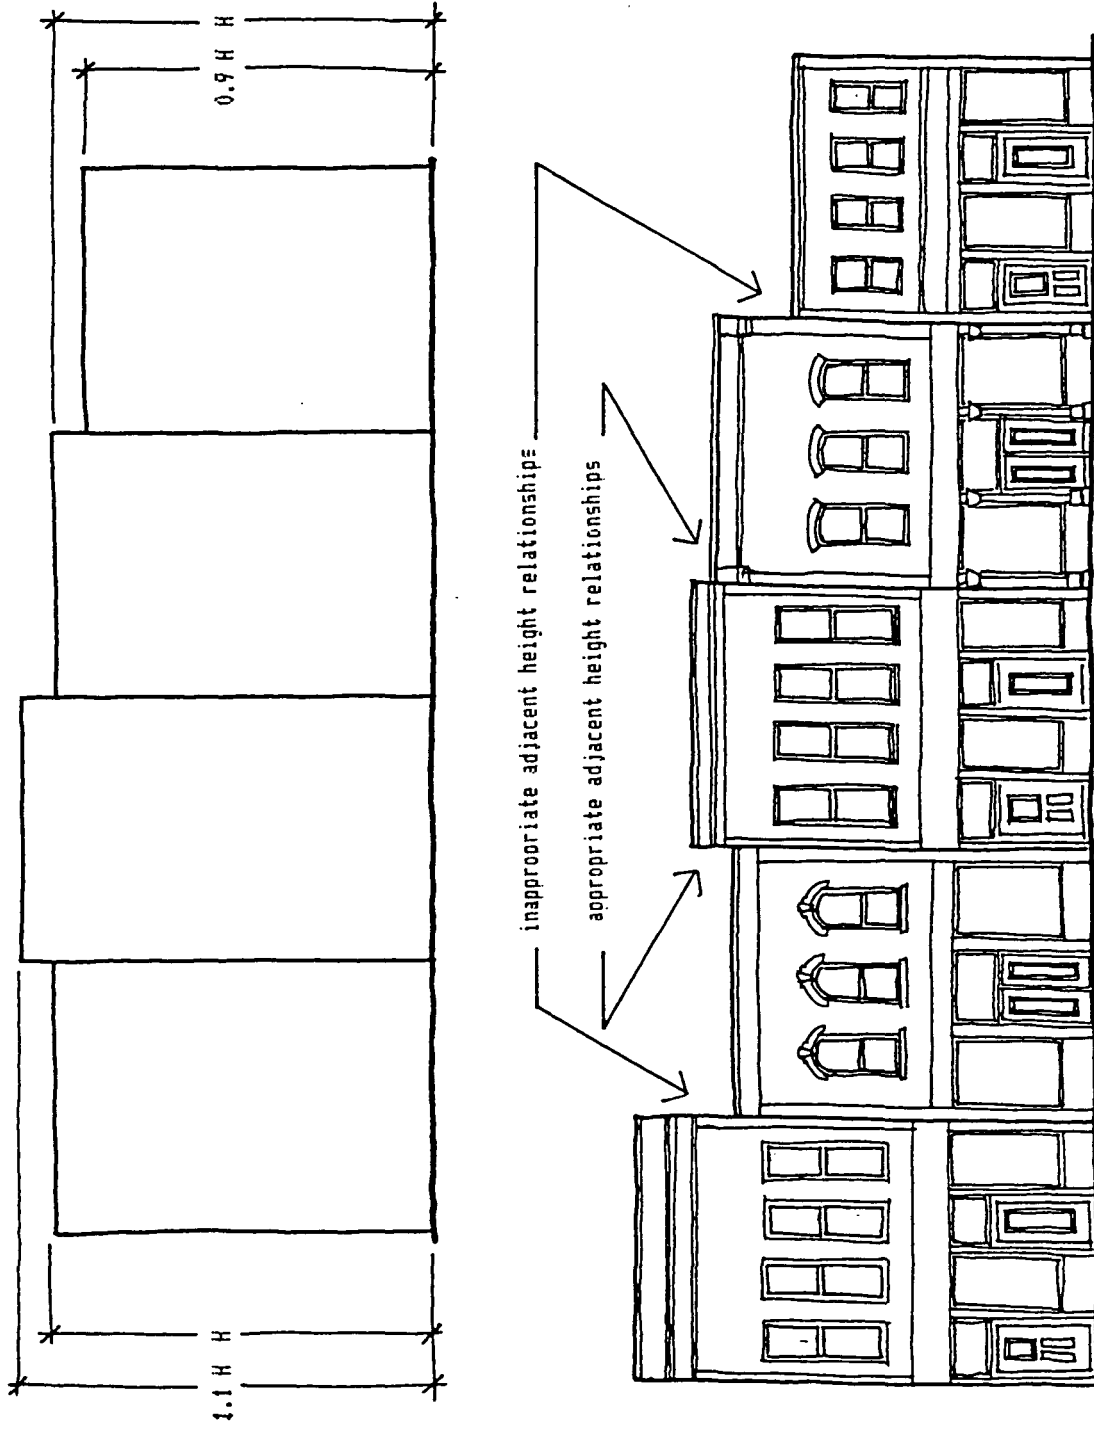 1.1 H H 0.9 H H
inappropriate adjacent height relationships
appropriate adjacent height relationships